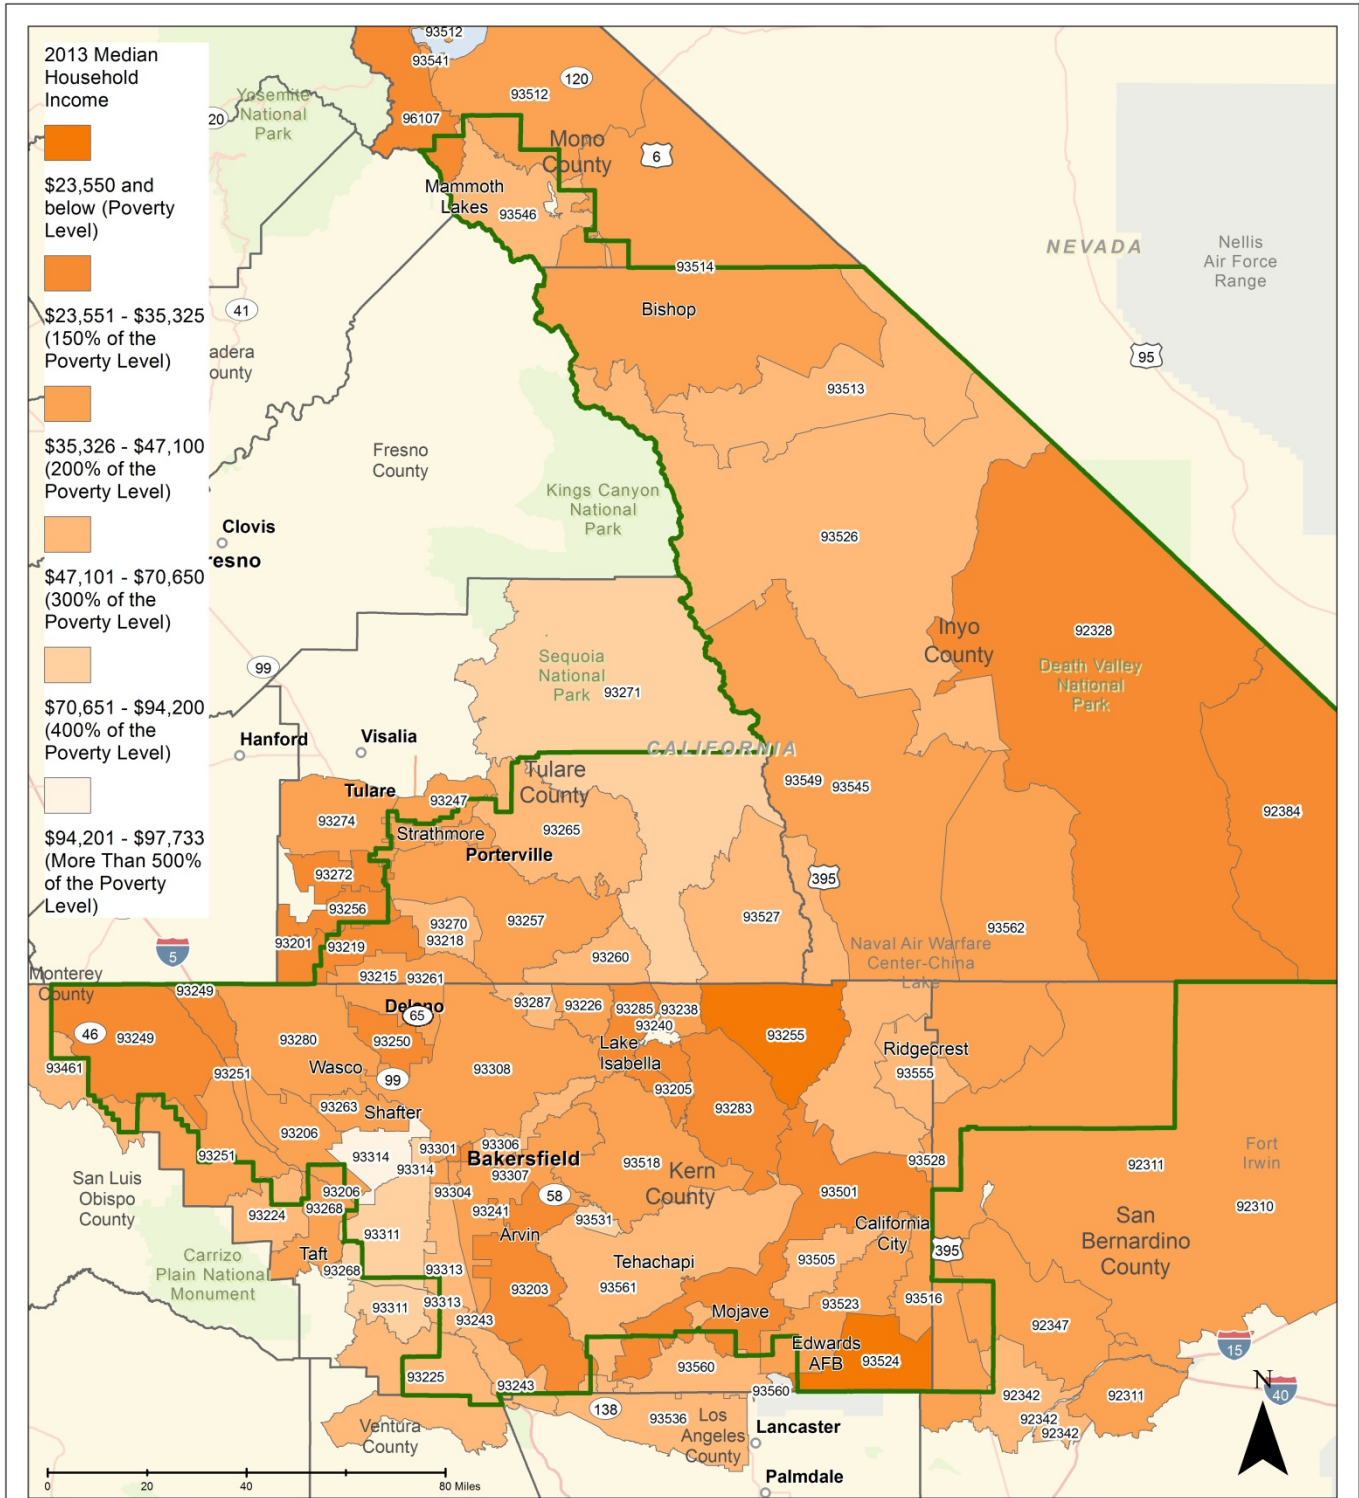 2013 Median
Household
Income
$23,550 and
below (Poverty
Level)
$23,551 - $35,325
(150% of the
Poverty Level)
$35,326 - $47,100
(200% of the
Poverty Level)
$47,101 - $70,650
(300% of the
Poverty Level)
$70,651 - $94,200
(400% of the
Poverty Level)
$94,201 - $97,733
(More Than 500%
of the Poverty
Level)
93512
93541
120
93512
Yosemite
National
Park
20
96107
Mono
County
6
Mammoth
Lakes
93546
NEVADA
Nellis
Air Force
Range
93514
41
Bishop
adera
ounty
95
93513
Fresno
County
Kings Canyon
National
Park
Clovis
resno
93526
Inyo
County
92328
Death Valley
National
Park
99
Sequoia
National
Park
93271
Hanford
Visalia
CALIFORNIA
Tulare
County
93549
93545
Tulare
93247
92384
93274
Strathmore
93265
Porterville
93272
395
93256
93270
93218
93257
93527
93562
93201
93219
Naval Air Warfare
Center-China
Lake
5
93260
Monterey
County
93215
93261
93249
Delano
65
93287
93226
93285
93238
93240
46
93249
93280
93250
93255
Lake
Isabella
Ridgecrest
93461
93251
Wasco
99
93308
93555
93205
93263
Shafter
93283
93206
93251
93314
93314
93301
93306
Bakersfield
93307
93518
Kern
County
93528
92311
Fort
Irwin
San Luis
Obispo
County
93206
93268
93304
58
93501
92310
93224
93241
93531
California
City
San
Bernardino
County
Arvin
93311
Taft
395
Carrizo
Plain National
Monument
93268
93313
Tehachapi
93505
93561
93203
93311
93313
93243
93516
Mojave
93523
92347
Edwards
AFB
93524
15
93560
93225
93243
93560
N
40
92342
92311
138
93536
Los
Angeles
County
Lancaster
92342
92342
Ventura
County
Palmdale
0 20 40 80 Miles